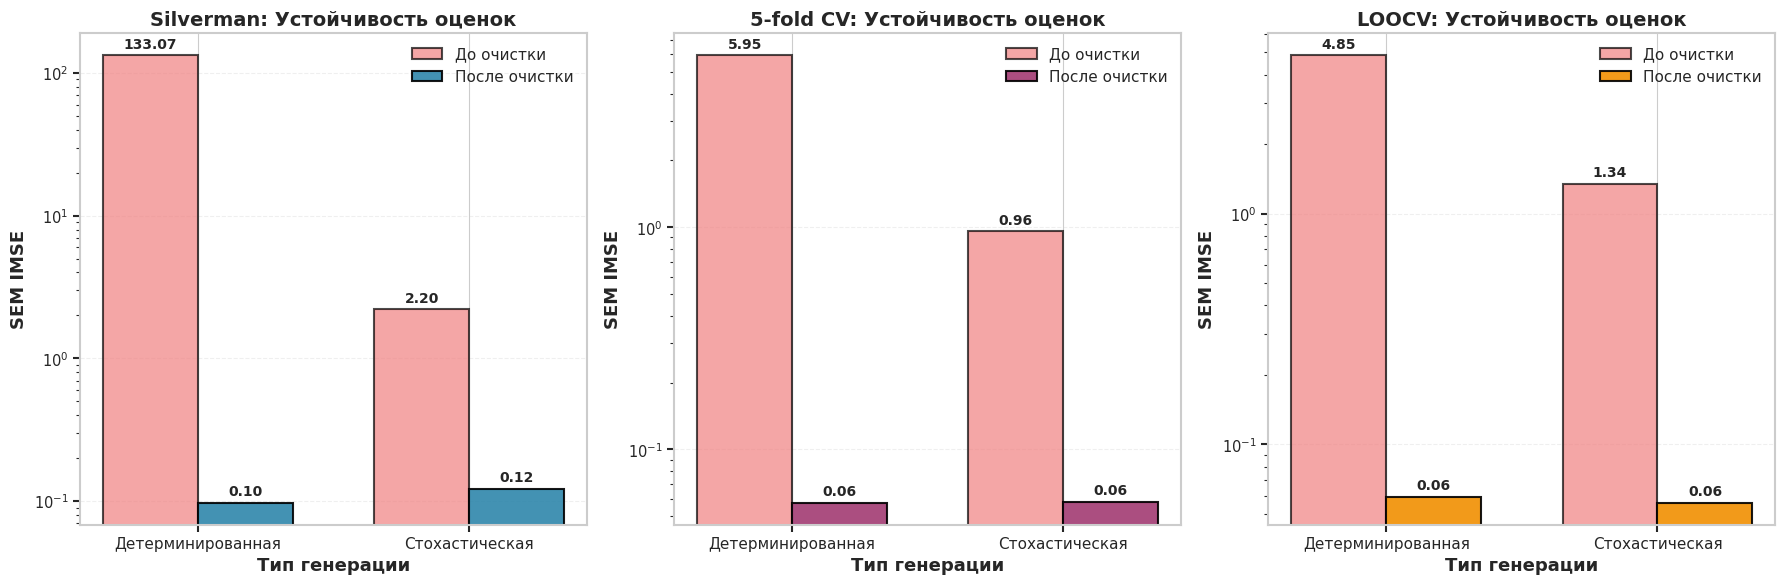 Silverman: Устойчивость оценок
133.07
2.20
0.10
0.12
До очистки
После очистки
10²
10¹
10⁰
10⁻¹
SEM IMSE
Детерминированная
Стохастическая
Тип генерации
5-fold CV: Устойчивость оценок
5.95
0.96
0.06
0.06
До очистки
После очистки
10⁰
10⁻¹
SEM IMSE
Детерминированная
Стохастическая
Тип генерации
LOOCV: Устойчивость оценок
4.85
1.34
0.06
0.06
До очистки
После очистки
10⁰
10⁻¹
SEM IMSE
Детерминированная
Стохастическая
Тип генерации